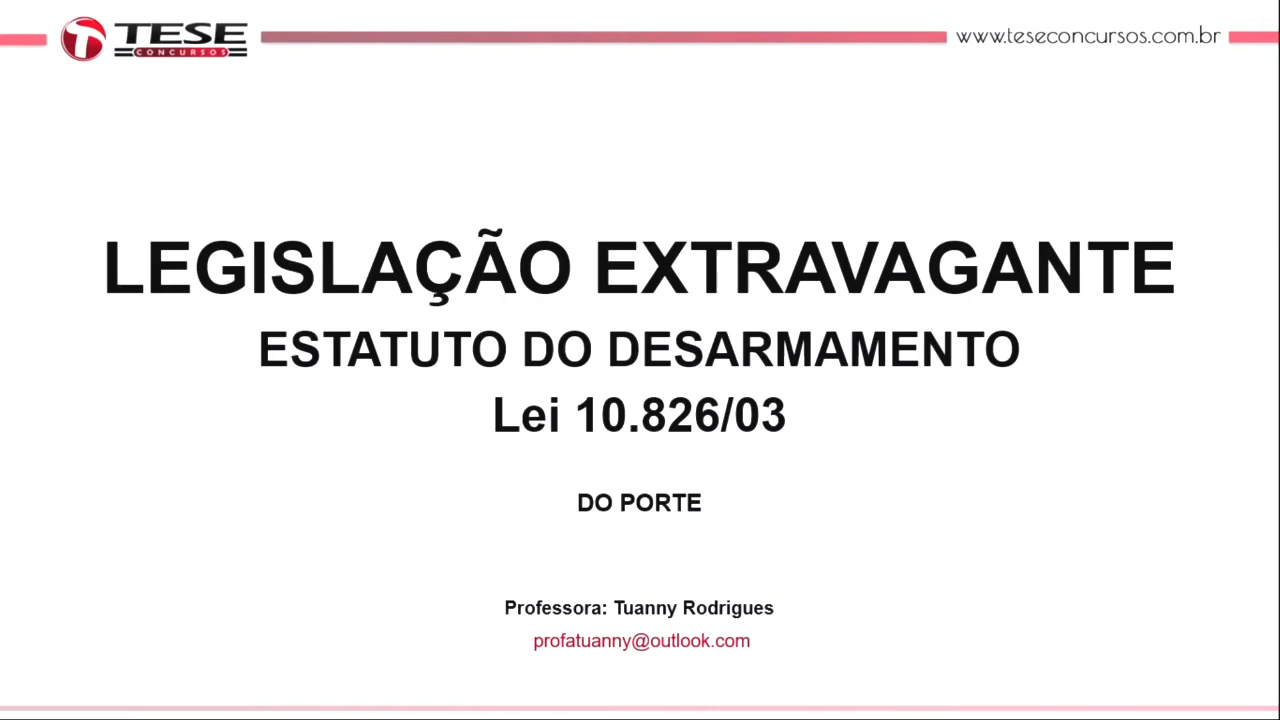 TESE
CONCURSOS
www.teseconcursos.com.br
LEGISLAÇÃO EXTRAVAGANTE
ESTATUTO DO DESARMAMENTO
Lei 10.826/03
DO PORTE
Professora: Tuanny Rodrigues
profatuanny@outlook.com